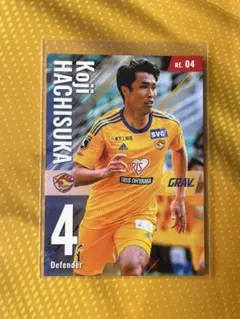 RE. 04
Koji
HACHISUKA
SVC
IRIS OHYAMA
GRAV.
4
Defender